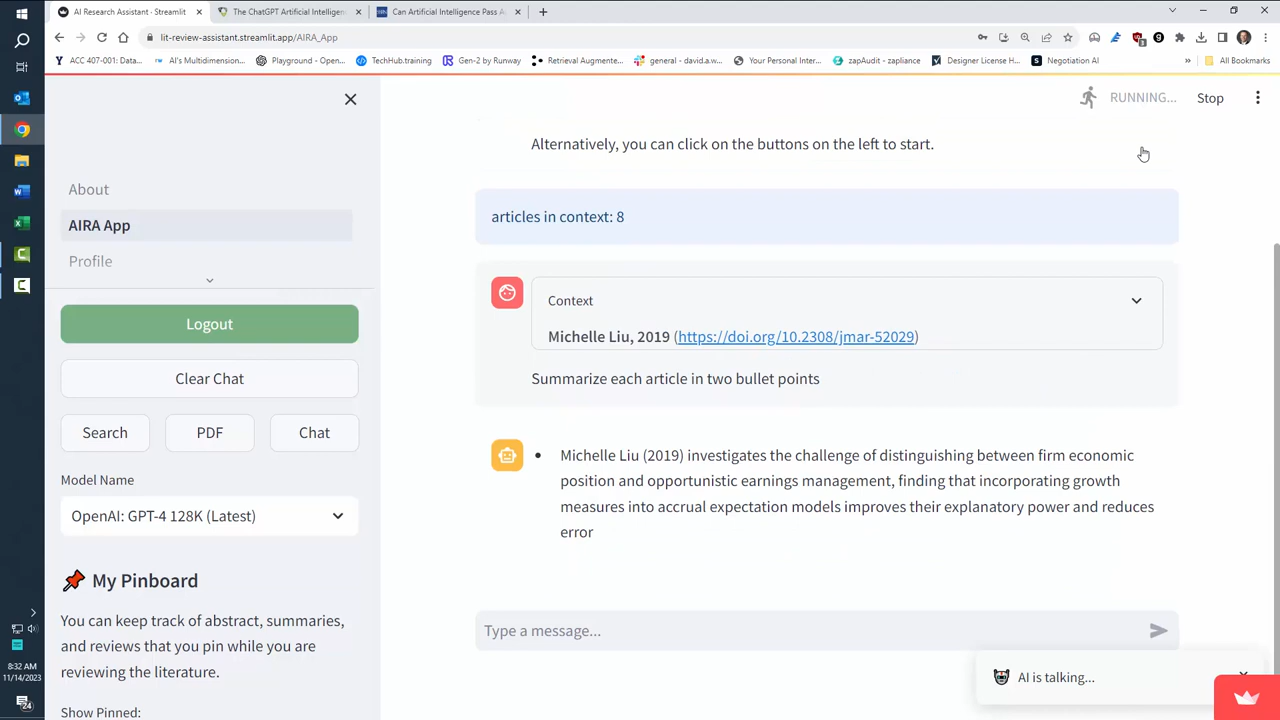 AI Research Assistant · Streamlit
The ChatGPT Artificial Intelligen
Can Artificial Intelligence Pass A
lit-review-assistant.streamlit.app/AIRA_App
ACC 407-001: Data...
AI's Multidimension...
Playground - Open...
TechHub.training
Gen-2 by Runway
Retrieval Augmente...
general - david.a.w...
Your Personal Inter...
zapAudit - zapliance
Designer License H...
Negotiation AI
»
All Bookmarks
RUNNING...
Stop
Alternatively, you can click on the buttons on the left to start.
About
AIRA App
Profile
articles in context: 8
Context
Michelle Liu, 2019 (https://doi.org/10.2308/jmar-52029)
Summarize each article in two bullet points
Logout
Clear Chat
Search
PDF
Chat
Model Name
OpenAI: GPT-4 128K (Latest)
• Michelle Liu (2019) investigates the challenge of distinguishing between firm economic
position and opportunistic earnings management, finding that incorporating growth
measures into accrual expectation models improves their explanatory power and reduces
error
My Pinboard
You can keep track of abstract, summaries,
and reviews that you pin while you are
reviewing the literature.
Show Pinned:
Type a message...
AI is talking...
8:32 AM
11/14/2023
24